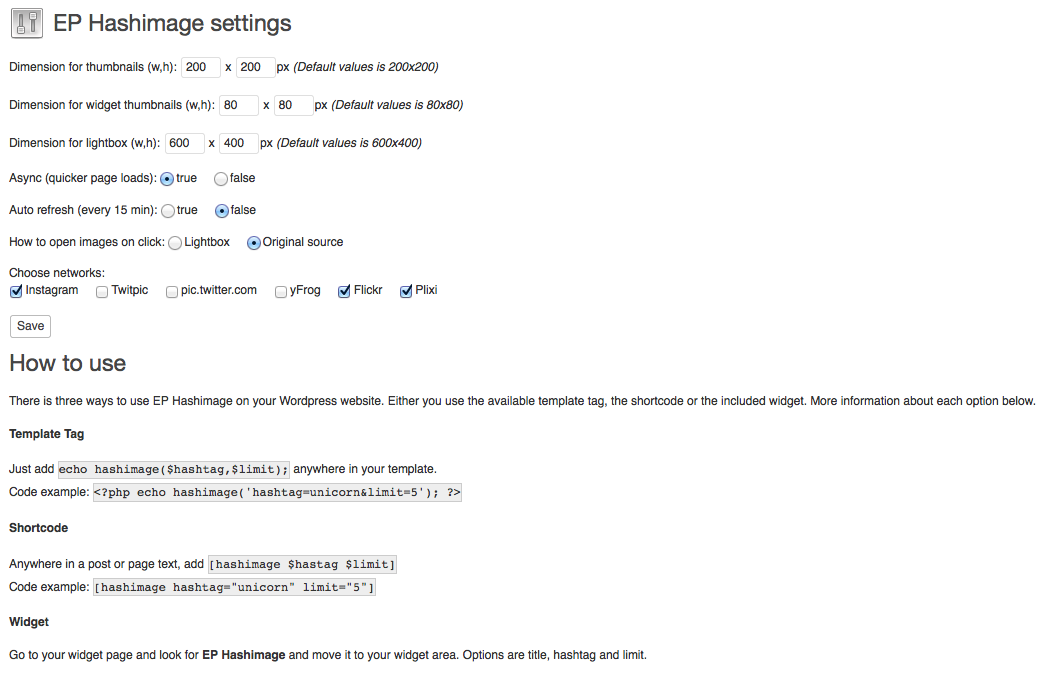 EP Hashimage settings
Dimension for thumbnails (w,h): 200 x 200 px (Default values is 200x200)
Dimension for widget thumbnails (w,h): 80 x 80 px (Default values is 80x80)
Dimension for lightbox (w,h): 600 x 400 px (Default values is 600x400)
Async (quicker page loads): true false
Auto refresh (every 15 min): true false
How to open images on click: Lightbox Original source
Choose networks:
Instagram Twitpic pic.twitter.com yFrog Flickr Plixi
Save
How to use
There is three ways to use EP Hashimage on your Wordpress website. Either you use the available template tag, the shortcode or the included widget. More information about each option below.
Template Tag
Just add echo hashimage($hashtag,$limit); anywhere in your template.
Code example: <?php echo hashimage('hashtag=unicorn&limit=5'); ?>
Shortcode
Anywhere in a post or page text, add [hashimage $hastag $limit]
Code example: [hashimage hashtag="unicorn" limit="5"]
Widget
Go to your widget page and look for EP Hashimage and move it to your widget area. Options are title, hashtag and limit.